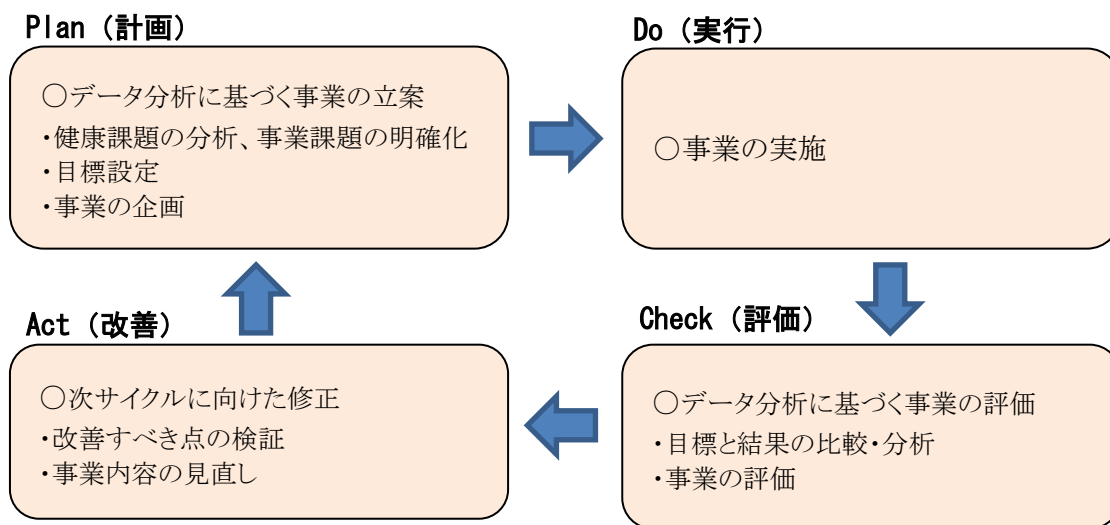 Plan（計画）
○データ分析に基づく事業の立案
・健康課題の分析、事業課題の明確化
・目標設定
・事業の企画
Do（実行）
○事業の実施
Check（評価）
○データ分析に基づく事業の評価
・目標と結果の比較・分析
・事業の評価
Act（改善）
○次サイクルに向けた修正
・改善すべき点の検証
・事業内容の見直し